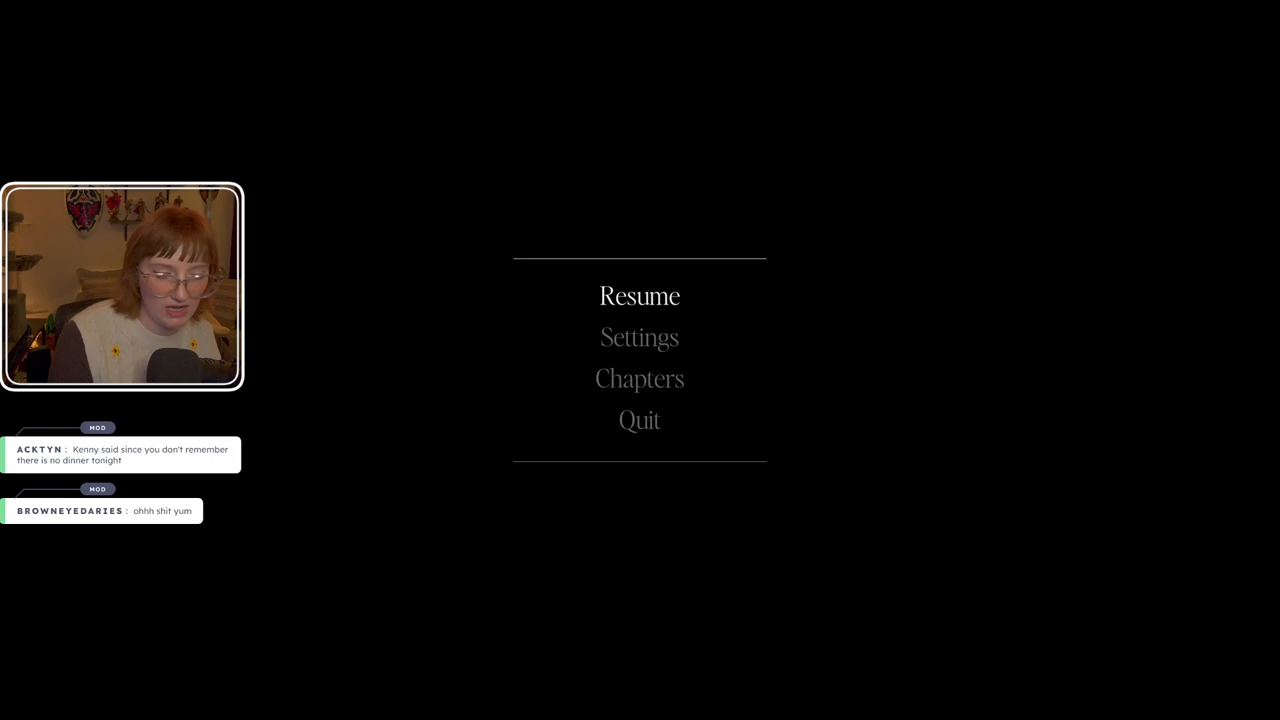 Resume
Settings
Chapters
Quit
MOD
ACKTYN : Kenny said since you don't remember
there is no dinner tonight
MOD
BROWNEYEDARIES : ohhh shit yum